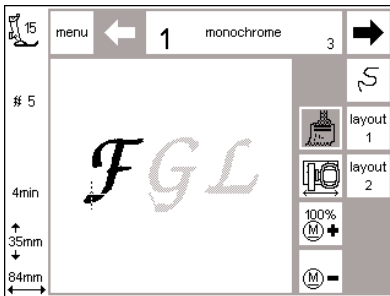 15 menu 1 monochrome 3
# 5
layout
1
FGL
layout
2
4min
100%
M +
35mm
M -
84mm